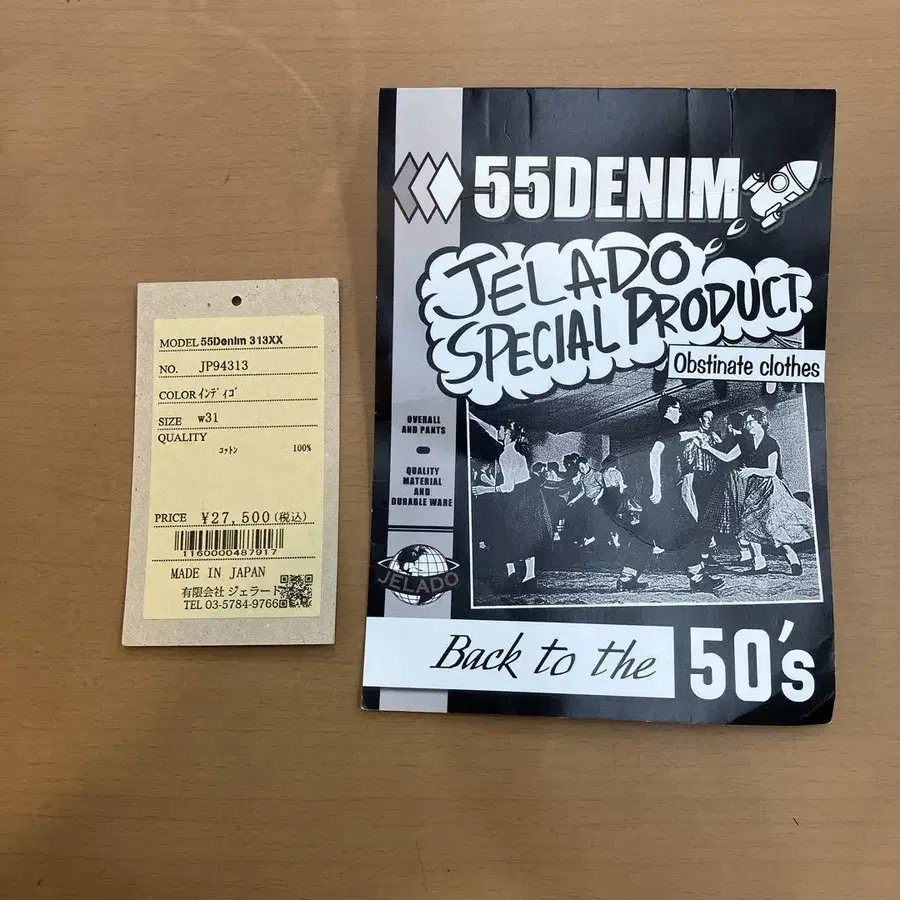 MODEL 55Denim 313XX
NO. JP94313
COLOR インディゴ
SIZE w31
QUALITY
コットン 100%
PRICE ¥27,500(税込)
1160000487917
MADE IN JAPAN
有限会社 ジェラード
TEL 03-5784-9766
55DENIM
JELADO
SPECIAL PRODUCT
Obstinate clothes
OVERALL
AND PANTS
QUALITY
MATERIAL
AND
DURABLE WARE
JELADO
Back to the 50's